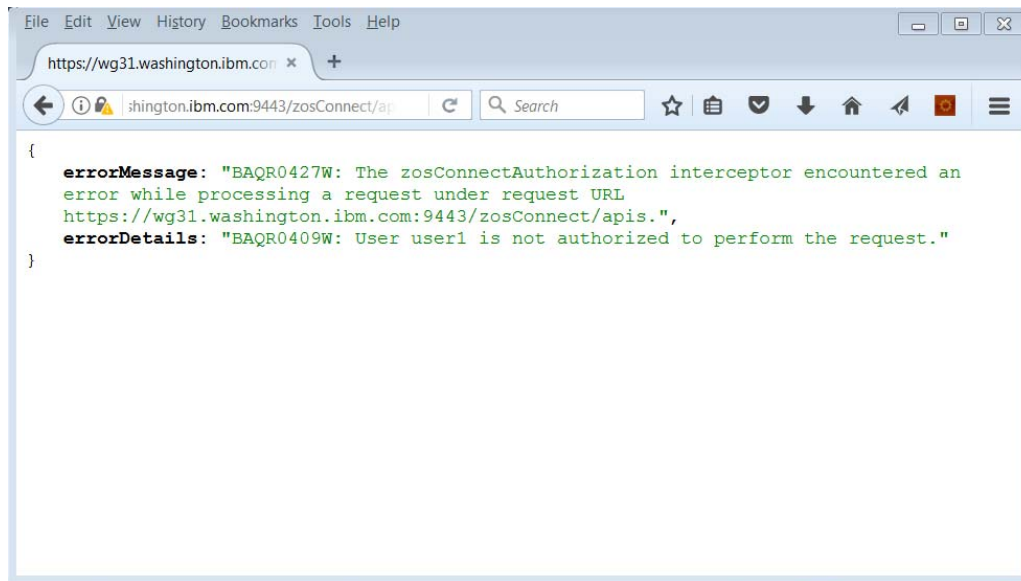 File Edit View History Bookmarks Tools Help
https://wg31.washington.ibm.com
shington.ibm.com:9443/zosConnect/ap Search
{
errorMessage: "BAQR0427W: The zosConnectAuthorization interceptor encountered an
error while processing a request under request URL
https://wg31.washington.ibm.com:9443/zosConnect/apis.",
errorDetails: "BAQR0409W: User user1 is not authorized to perform the request."
}